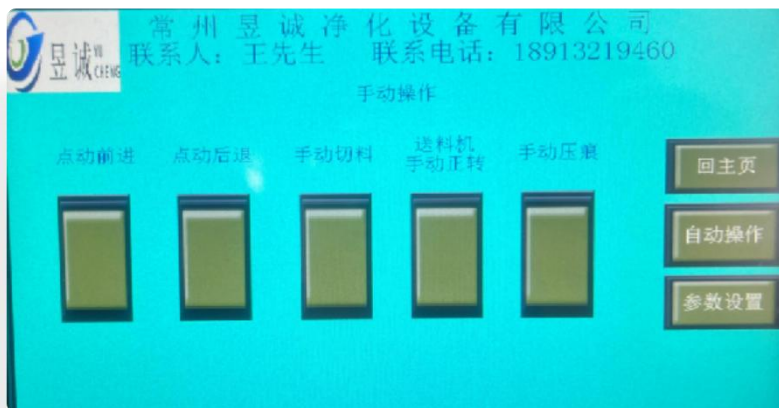 常州昱诚净化设备有限公司
昱诚 YU CHENG
联系人：王先生 联系电话：18913219460
手动操作
点动前进 点动后退 手动切料 送料机手动正转 手动压痕
回主页
自动操作
参数设置